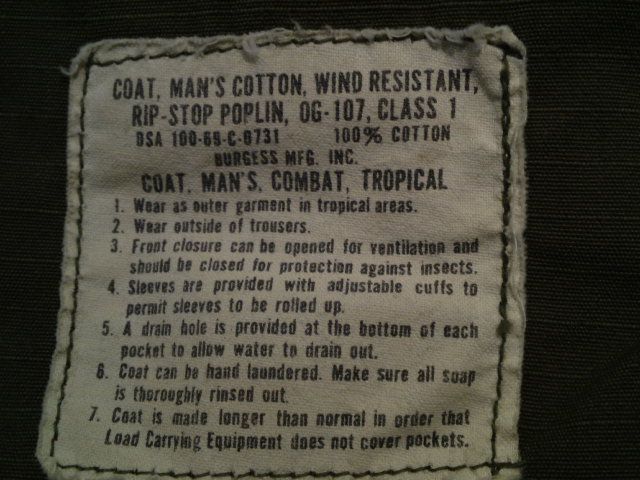 COAT, MAN'S COTTON, WIND RESISTANT,
RIP-STOP POPLIN, OG-107, CLASS 1
DSA 100-69-C-0731 100% COTTON
BURGESS MFG. INC.
COAT. MAN'S, COMBAT, TROPICAL
1. Wear as outer garment in tropical areas.
2. Wear outside of trousers.
3. Front closure can be opened for ventilation and
should be closed for protection against insects.
4. Sleeves are provided with adjustable cuffs to
permit sleeves to be rolled up.
5. A drain hole is provided at the bottom of each
pocket to allow water to drain out.
6. Coat can be hand laundered. Make sure all soap
is thoroughly rinsed out.
7. Coat is made longer than normal in order that
Load Carrying Equipment does not cover pockets.